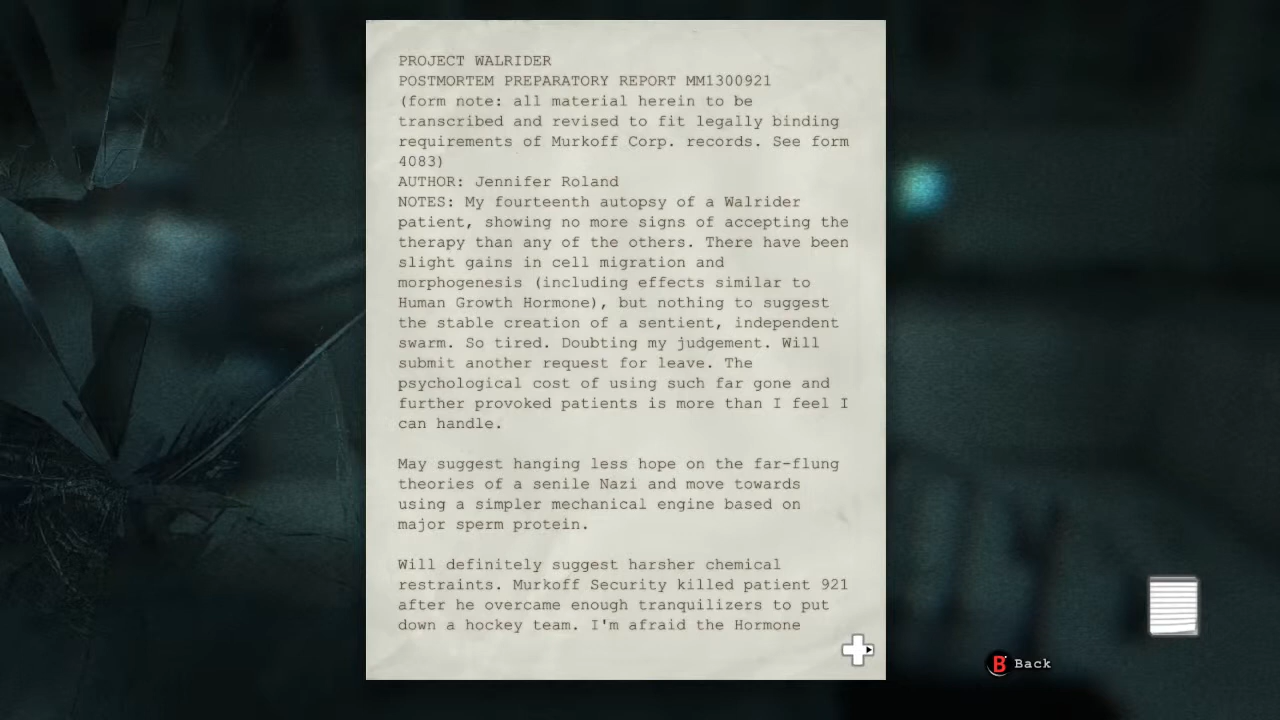 PROJECT WALRIDER
POSTMORTEM PREPARATORY REPORT MM1300921
(form note: all material herein to be
transcribed and revised to fit legally binding
requirements of Murkoff Corp. records. See form
4083)
AUTHOR: Jennifer Roland
NOTES: My fourteenth autopsy of a Walrider
patient, showing no more signs of accepting the
therapy than any of the others. There have been
slight gains in cell migration and
morphogenesis (including effects similar to
Human Growth Hormone), but nothing to suggest
the stable creation of a sentient, independent
swarm. So tired. Doubting my judgement. Will
submit another request for leave. The
psychological cost of using such far gone and
further provoked patients is more than I feel I
can handle.
May suggest hanging less hope on the far-flung
theories of a senile Nazi and move towards
using a simpler mechanical engine based on
major sperm protein.
Will definitely suggest harsher chemical
restraints. Murkoff Security killed patient 921
after he overcame enough tranquilizers to put
down a hockey team. I'm afraid the Hormone
B Back